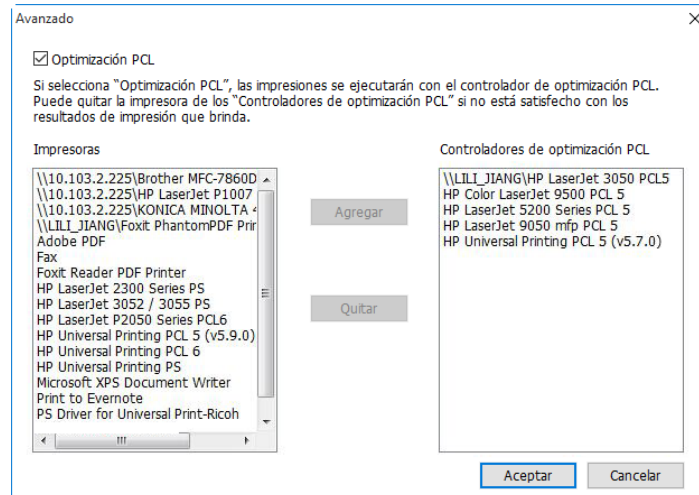 Avanzado
Optimización PCL
Si selecciona "Optimización PCL", las impresiones se ejecutarán con el controlador de optimización PCL.
Puede quitar la impresora de los "Controladores de optimización PCL" si no está satisfecho con los
resultados de impresión que brinda.
Impresoras
\\10.103.2.225\Brother MFC-7860D
\\10.103.2.225\HP LaserJet P1007
\\10.103.2.225\KONICA MINOLTA
\\LILI_JIANG\Foxit PhantomPDF Prir
Adobe PDF
Fax
Foxit Reader PDF Printer
HP LaserJet 2300 Series PS
HP LaserJet 3052 / 3055 PS
HP LaserJet P2050 Series PCL6
HP Universal Printing PCL 5 (v5.9.0)
HP Universal Printing PCL 6
HP Universal Printing PS
Microsoft XPS Document Writer
Print to Evernote
PS Driver for Universal Print-Ricoh
Agregar
Quitar
Controladores de optimización PCL
\\LILI_JIANG\HP LaserJet 3050 PCL5
HP Color LaserJet 9500 PCL 5
HP LaserJet 5200 Series PCL 5
HP LaserJet 9050 mfp PCL 5
HP Universal Printing PCL 5 (v5.7.0)
Aceptar
Cancelar